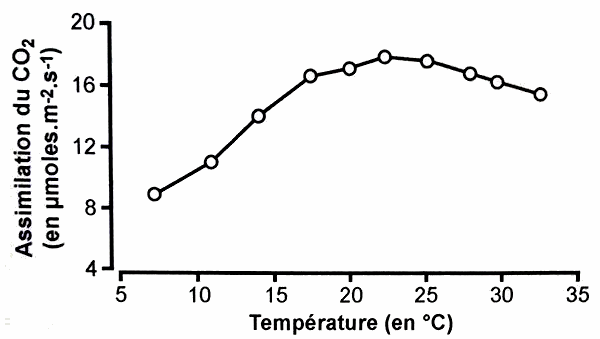 Assimilation du CO2
(en µmoles.m-2.s-1)
20
16
12
8
4
5 10 15 20 25 30 35
Température (en °C)